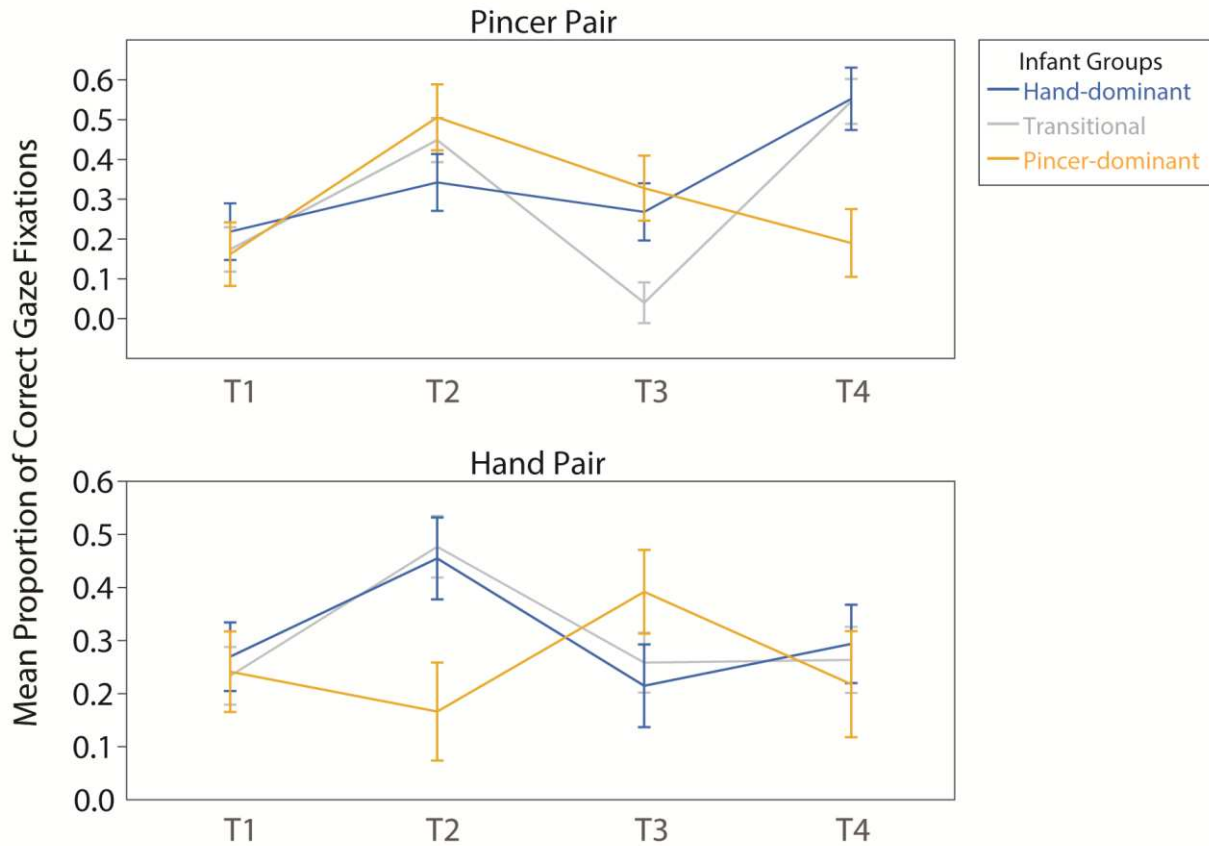 Pincer Pair
Infant Groups
Hand-dominant
Transitional
Pincer-dominant
Mean Proportion of Correct Gaze Fixations
0.6
0.5
0.4
0.3
0.2
0.1
0.0
T1 T2 T3 T4
Hand Pair
0.6
0.5
0.4
0.3
0.2
0.1
0.0
T1 T2 T3 T4